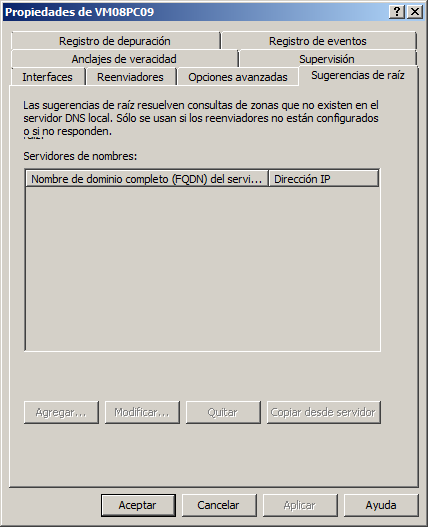 Propiedades de VM08PC09
Registro de depuración
Registro de eventos
Anclajes de veracidad
Supervisión
Interfaces
Reenviadores
Opciones avanzadas
Sugerencias de raíz
Las sugerencias de raíz resuelven consultas de zonas que no existen en el
servidor DNS local. Sólo se usan si los reenviadores no están configurados
o si no responden.
Servidores de nombres:
Nombre de dominio completo (FQDN) del servi...
Dirección IP
Agregar...
Modificar...
Quitar
Copiar desde servidor
Aceptar
Cancelar
Aplicar
Ayuda